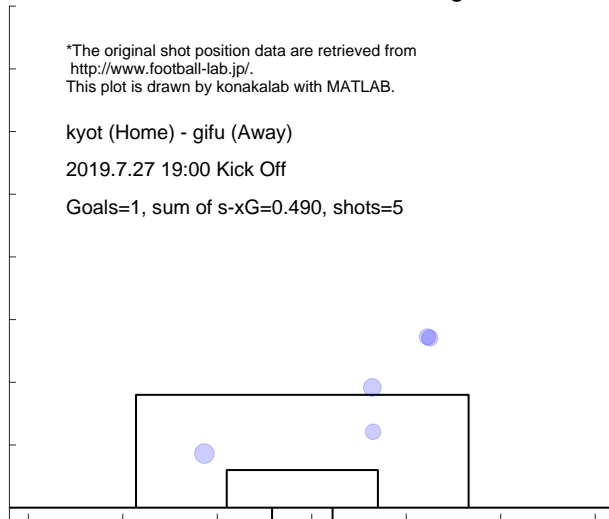 *The original shot position data are retrieved from
http://www.football-lab.jp/.
This plot is drawn by konakalab with MATLAB.
kyot (Home) - gifu (Away)
2019.7.27 19:00 Kick Off
Goals=1, sum of s-xG=0.490, shots=5